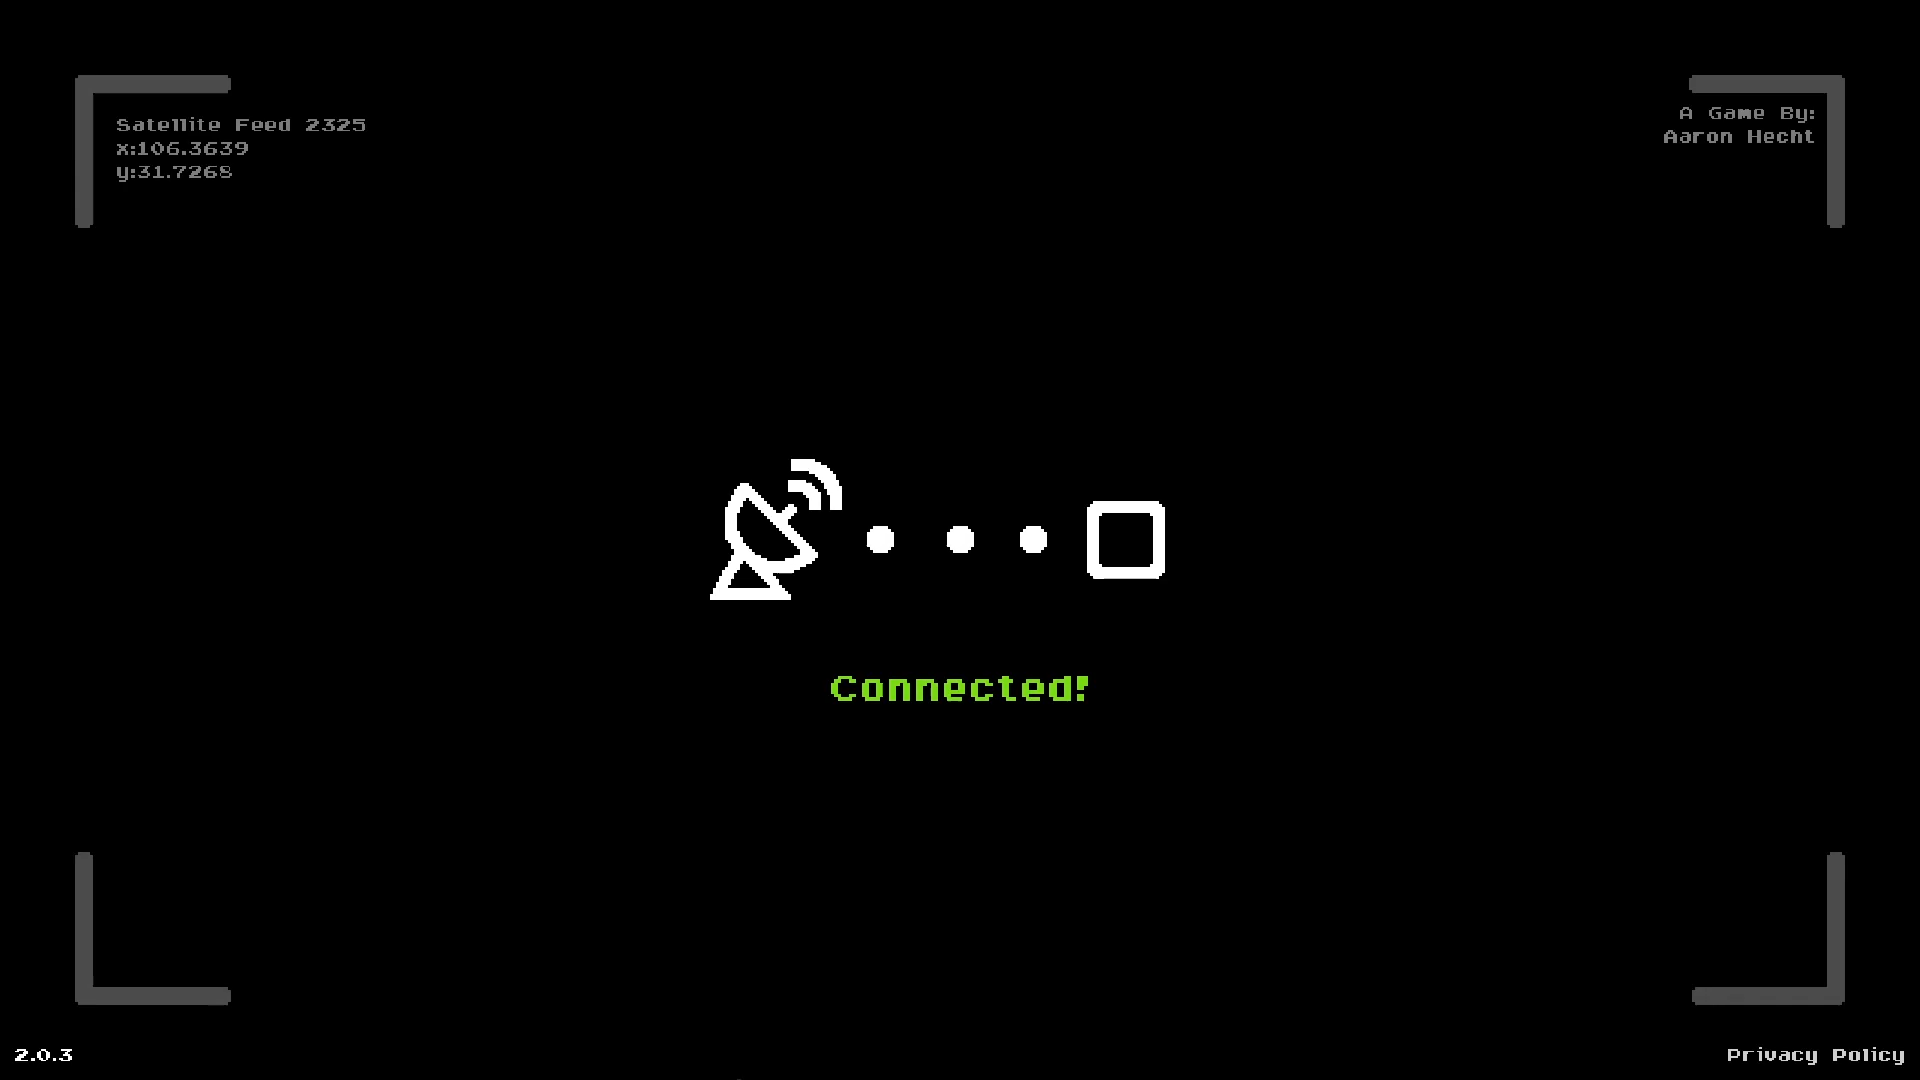 Satellite Feed 2325
x:106.3639
y:31.7268
A Game By:
Aaron Hecht
Connected!
2.0.3
Privacy Policy